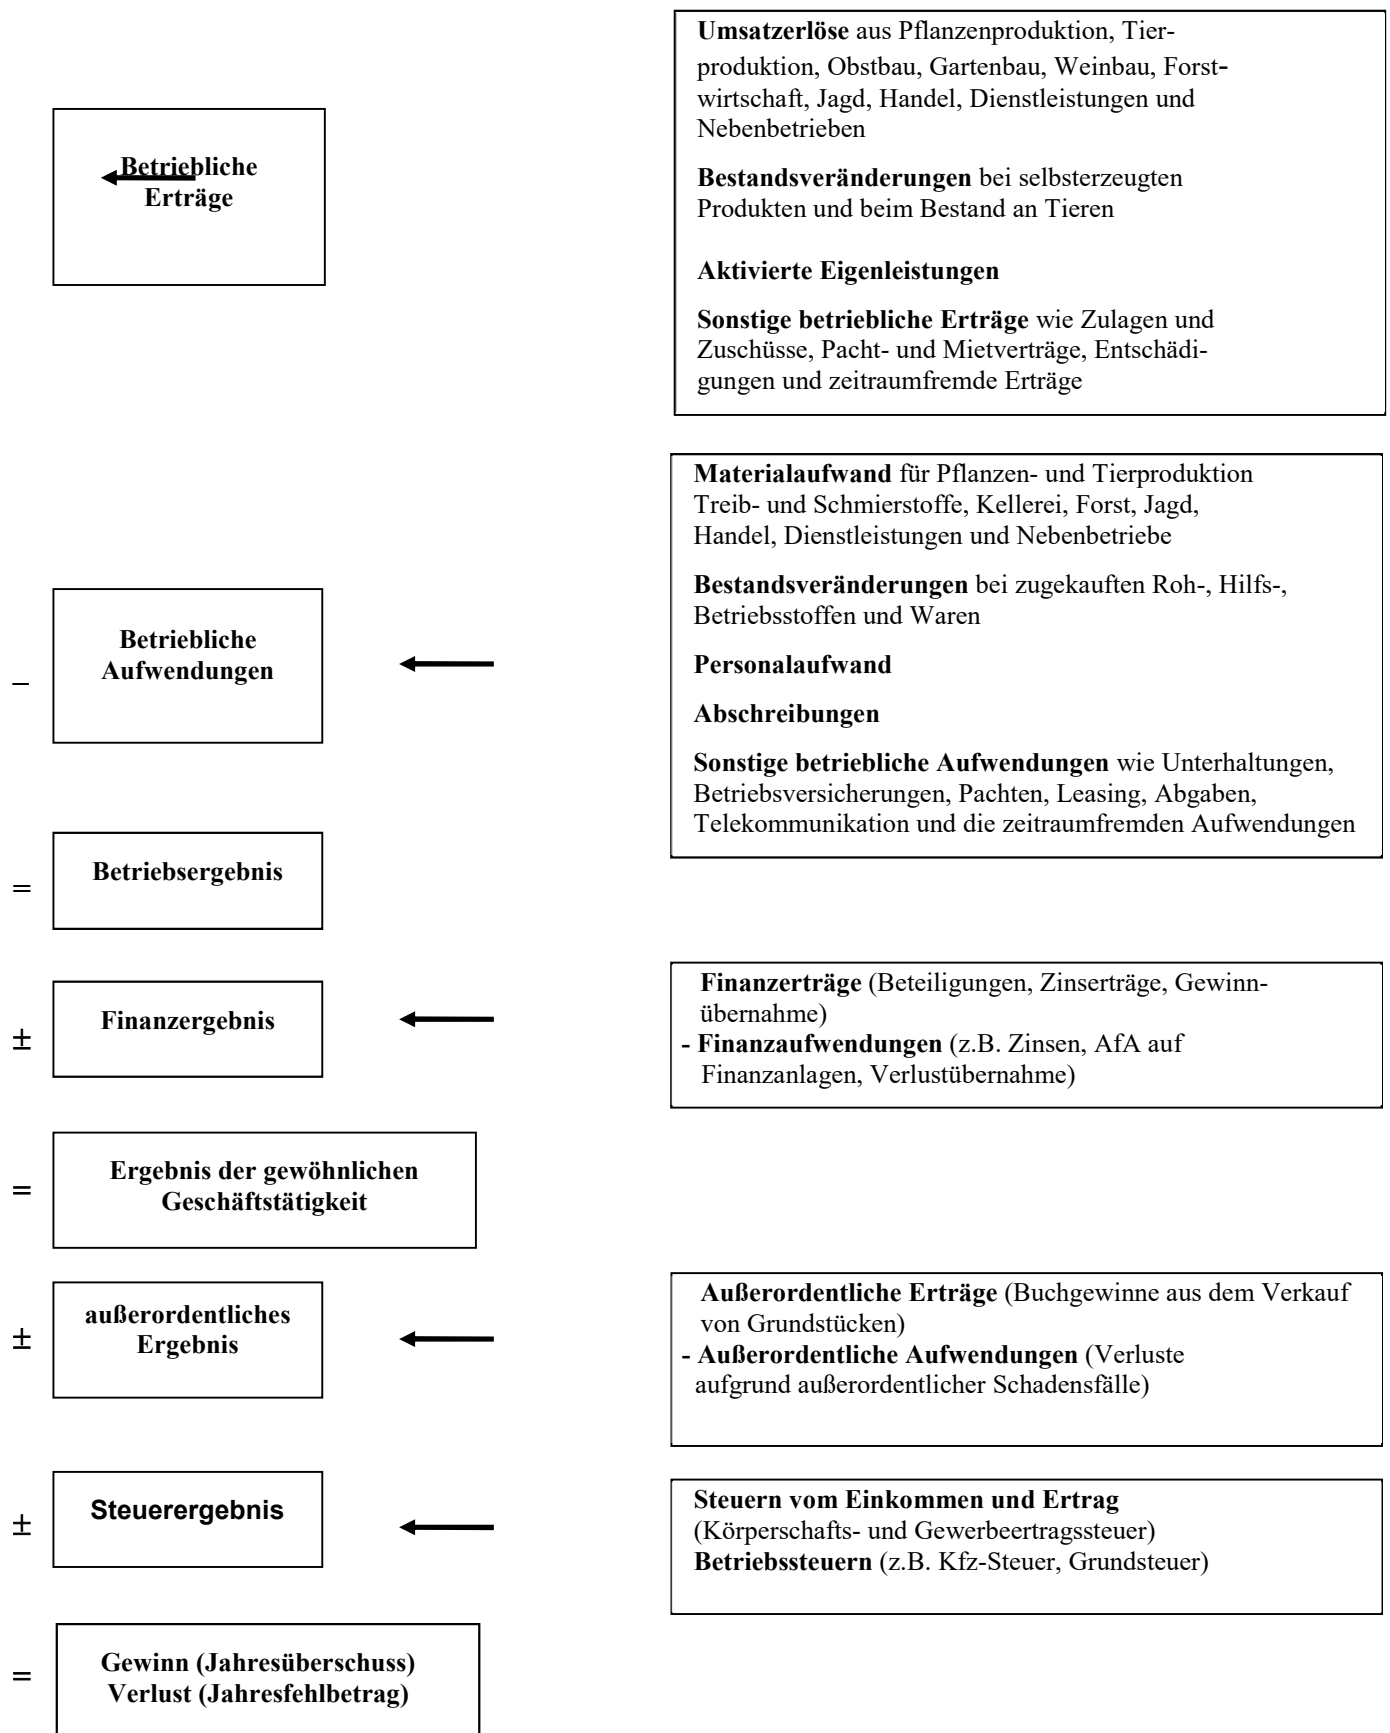 Betriebliche
Erträge
Umsatzerlöse aus Pflanzenproduktion, Tier-
produktion, Obstbau, Gartenbau, Weinbau, Forst-
wirtschaft, Jagd, Handel, Dienstleistungen und
Nebenbetrieben
Bestandsveränderungen bei selbsterzeugten
Produkten und beim Bestand an Tieren
Aktivierte Eigenleistungen
Sonstige betriebliche Erträge wie Zulagen und
Zuschüsse, Pacht- und Mietverträge, Entschädi-
gungen und zeitraumfremde Erträge
–
Betriebliche
Aufwendungen
Materialaufwand für Pflanzen- und Tierproduktion
Treib- und Schmierstoffe, Kellerei, Forst, Jagd,
Handel, Dienstleistungen und Nebenbetriebe
Bestandsveränderungen bei zugekauften Roh-, Hilfs-,
Betriebsstoffen und Waren
Personalaufwand
Abschreibungen
Sonstige betriebliche Aufwendungen wie Unterhaltungen,
Betriebsversicherungen, Pachten, Leasing, Abgaben,
Telekommunikation und die zeitraumfremden Aufwendungen
=
Betriebsergebnis
±
Finanzergebnis
Finanzerträge (Beteiligungen, Zinserträge, Gewinn-
übernahme)
- Finanzaufwendungen (z.B. Zinsen, AfA auf
Finanzanlagen, Verlustübernahme)
=
Ergebnis der gewöhnlichen
Geschäftstätigkeit
±
außerordentliches
Ergebnis
Außerordentliche Erträge (Buchgewinne aus dem Verkauf
von Grundstücken)
- Außerordentliche Aufwendungen (Verluste
aufgrund außerordentlicher Schadensfälle)
±
Steuerergebnis
Steuern vom Einkommen und Ertrag
(Körperschafts- und Gewerbeertragssteuer)
Betriebssteuern (z.B. Kfz-Steuer, Grundsteuer)
=
Gewinn (Jahresüberschuss)
Verlust (Jahresfehlbetrag)